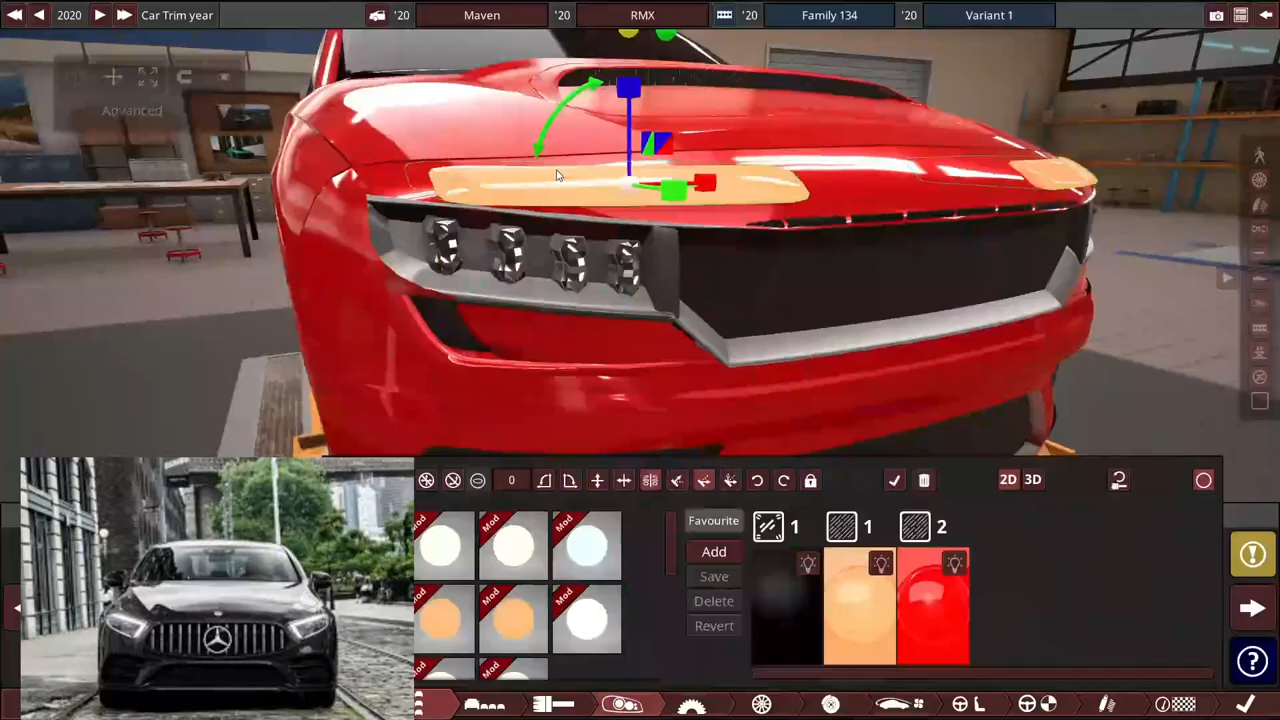 2020 Car Trim year '20 Maven '20 RMX '20 Family 134 '20 Variant 1
Advanced
0 2D 3D
Mod Mod Mod Favourite 1 1 2
Add
Save
Mod Mod Mod Delete
Revert
Mod Mod